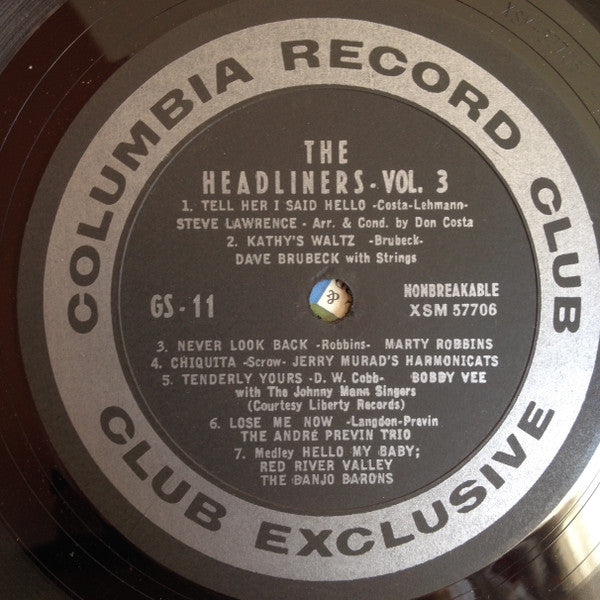 COLUMBIA RECORD CLUB
THE
HEADLINERS - VOL. 3
1. TELL HER I SAID HELLO -Costa-Lehmann-
STEVE LAWRENCE - Arr. & Cond. by Don Costa
2. KATHY'S WALTZ -Brubeck-
DAVE BRUBECK with Strings
GS - 11
NONBREAKABLE
XSM 57706
3. NEVER LOOK BACK -Robbins- MARTY ROBBINS
4. CHIQUITA -Scrow- JERRY MURAD'S HARMONICATS
5. TENDERLY YOURS -D. W. Cobb- BOBBY VEE
with The Johnny Mann Singers
(Courtesy Liberty Records)
6. LOSE ME NOW -Langdon-Previn
THE ANDRÉ PREVIN TRIO
7. Medley HELLO MY BABY;
RED RIVER VALLEY
THE BANJO BARONS
CLUB EXCLUSIVE